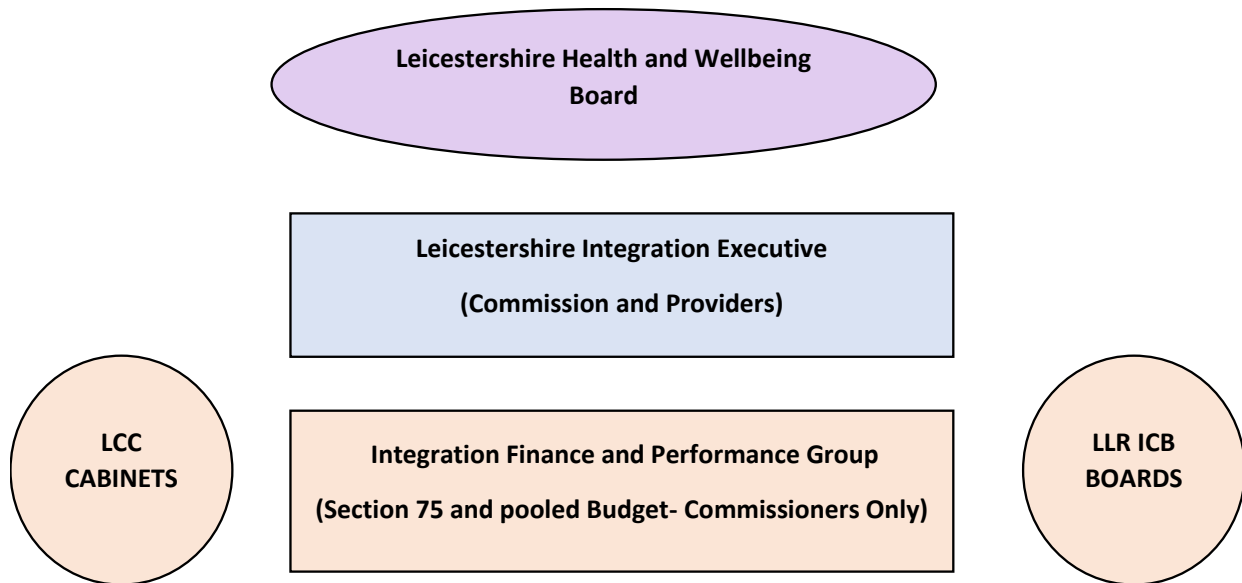 Leicestershire Health and Wellbeing
Board
Leicestershire Integration Executive
(Commission and Providers)
LCC
CABINETS
Integration Finance and Performance Group
(Section 75 and pooled Budget- Commissioners Only)
LLR ICB
BOARDS